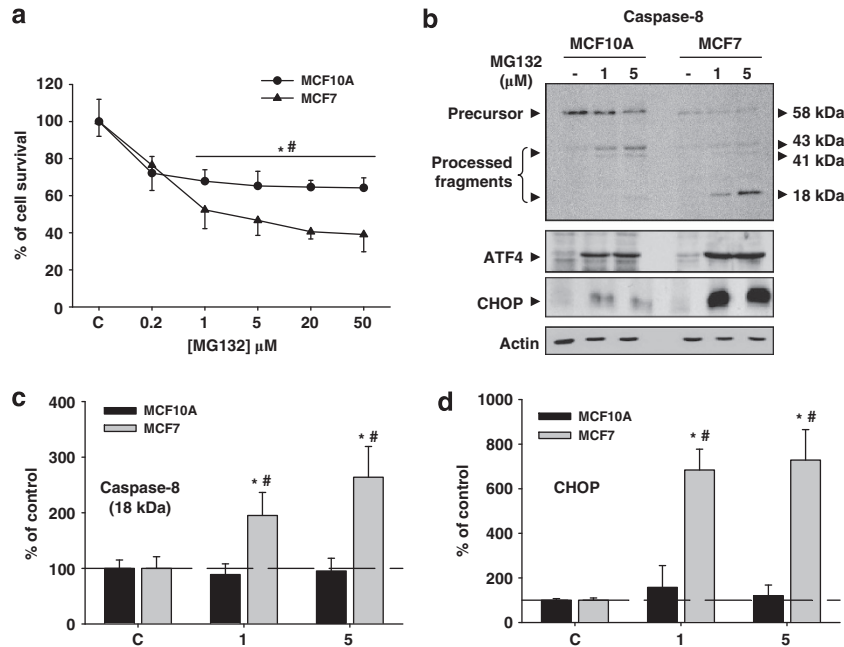 a
120
100
80
60
40
20
0
% of cell survival
MCF10A
MCF7
* #
C 0.2 1 5 20 50
[MG132] µM
b
Caspase-8
MCF10A MCF7
MG132 (µM) - 1 5 - 1 5
Precursor
Processed fragments
58 kDa
43 kDa
41 kDa
18 kDa
ATF4
CHOP
Actin
c
400
300
200
100
0
% of control
MCF10A
MCF7
Caspase-8
(18 kDa)
* #
* #
C 1 5
d
1000
800
600
400
200
0
% of control
MCF10A
MCF7
CHOP
* #
* #
C 1 5